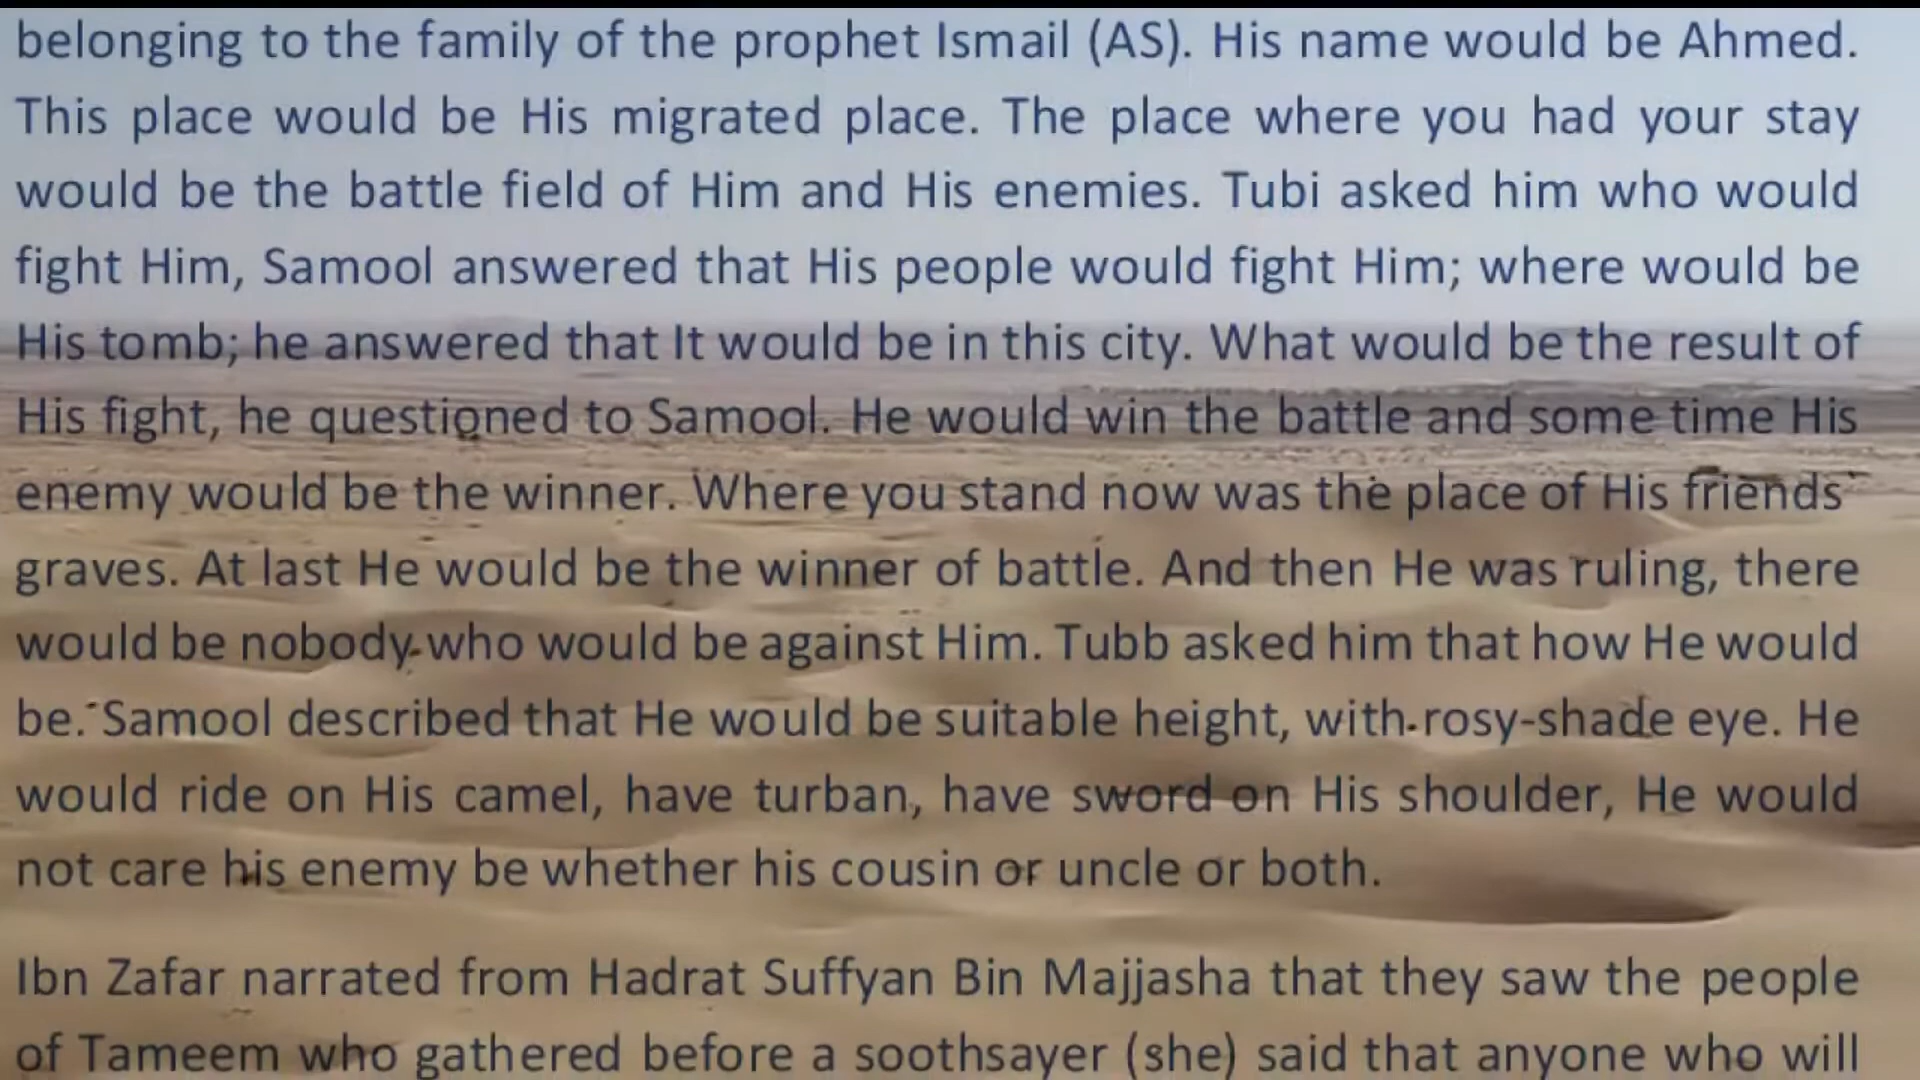 belonging to the family of the prophet Ismail (AS). His name would be Ahmed.
This place would be His migrated place. The place where you had your stay
would be the battle field of Him and His enemies. Tubi asked him who would
fight Him, Samool answered that His people would fight Him; where would be
His tomb; he answered that It would be in this city. What would be the result of
His fight, he questioned to Samool. He would win the battle and some time His
enemy would be the winner. Where you stand now was the place of His friends`
graves. At last He would be the winner of battle. And then He was ruling, there
would be nobody who would be against Him. Tubb asked him that how He would
be. Samool described that He would be suitable height, with rosy-shade eye. He
would ride on His camel, have turban, have sword on His shoulder, He would
not care his enemy be whether his cousin or uncle or both.
Ibn Zafar narrated from Hadrat Suffyan Bin Majjasha that they saw the people
of Tameem who gathered before a soothsayer (she) said that anyone who will